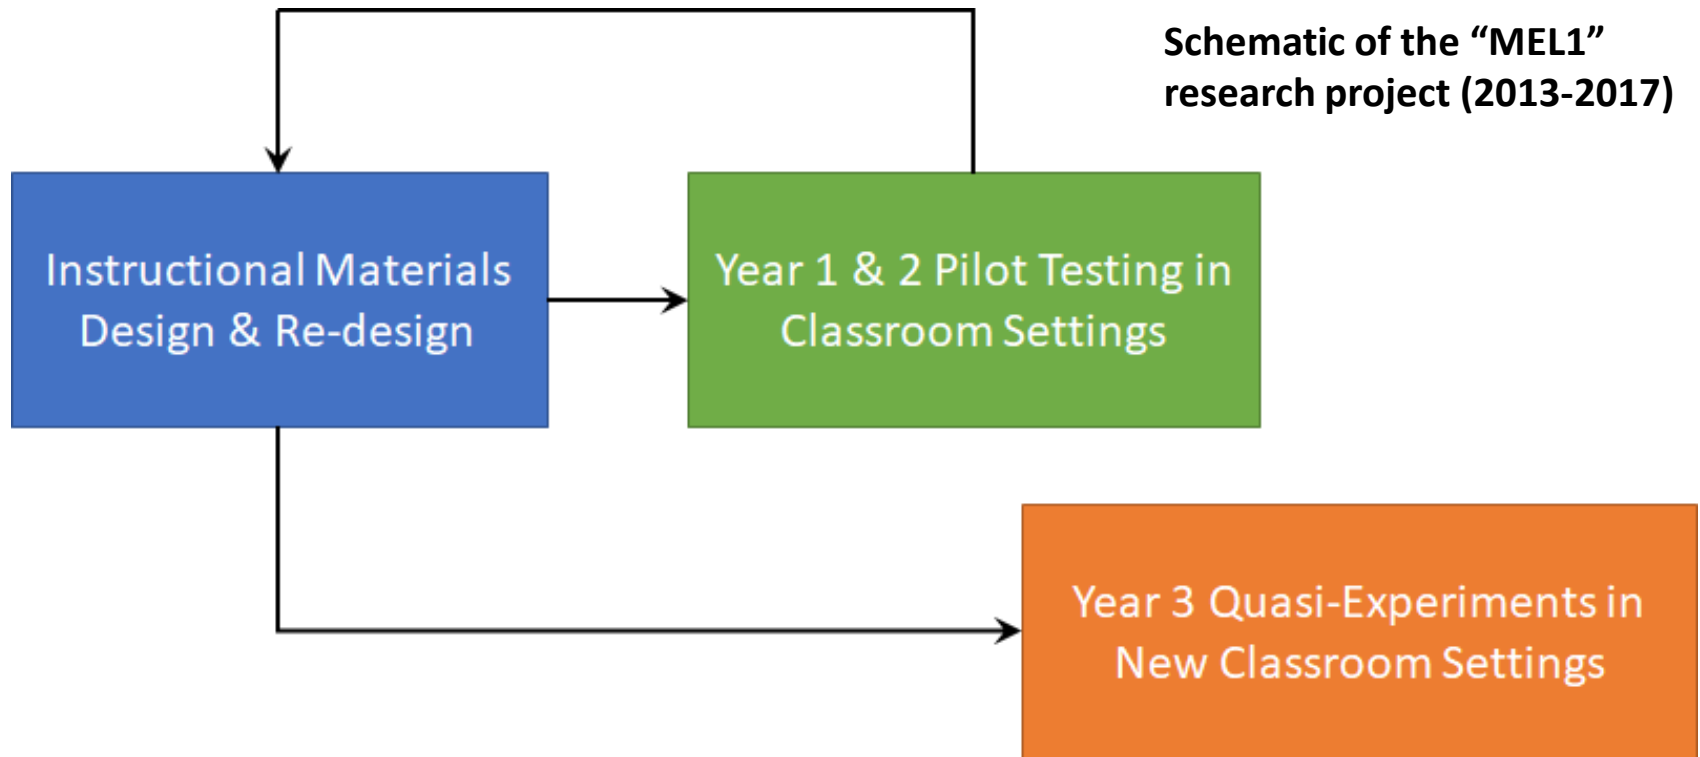 Schematic of the “MEL1”
research project (2013-2017)
Instructional Materials
Design & Re-design
Year 1 & 2 Pilot Testing in
Classroom Settings
Year 3 Quasi-Experiments in
New Classroom Settings